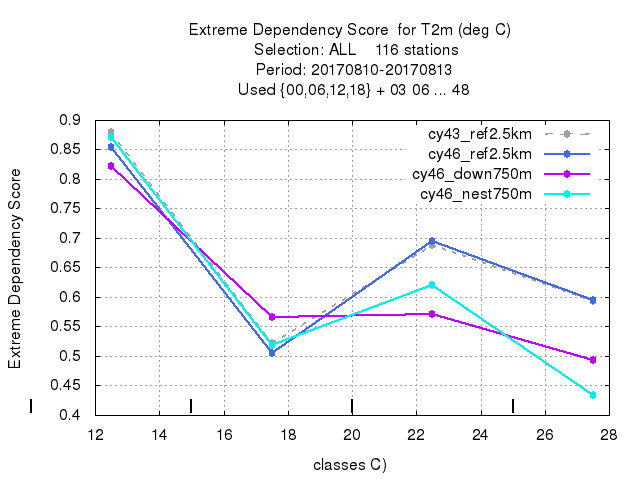 Extreme Dependency Score  for T2m (deg C)
Selection: ALL    116 stations
Period: 20170810-20170813
Used {00,06,12,18} + 03 06 ... 48
cy43_ref2.5km
cy46_ref2.5km
cy46_down750m
cy46_nest750m
Extreme Dependency Score
0.9
0.85
0.8
0.75
0.7
0.65
0.6
0.55
0.5
0.45
0.4
12 14 16 18 20 22 24 26 28
classes C)